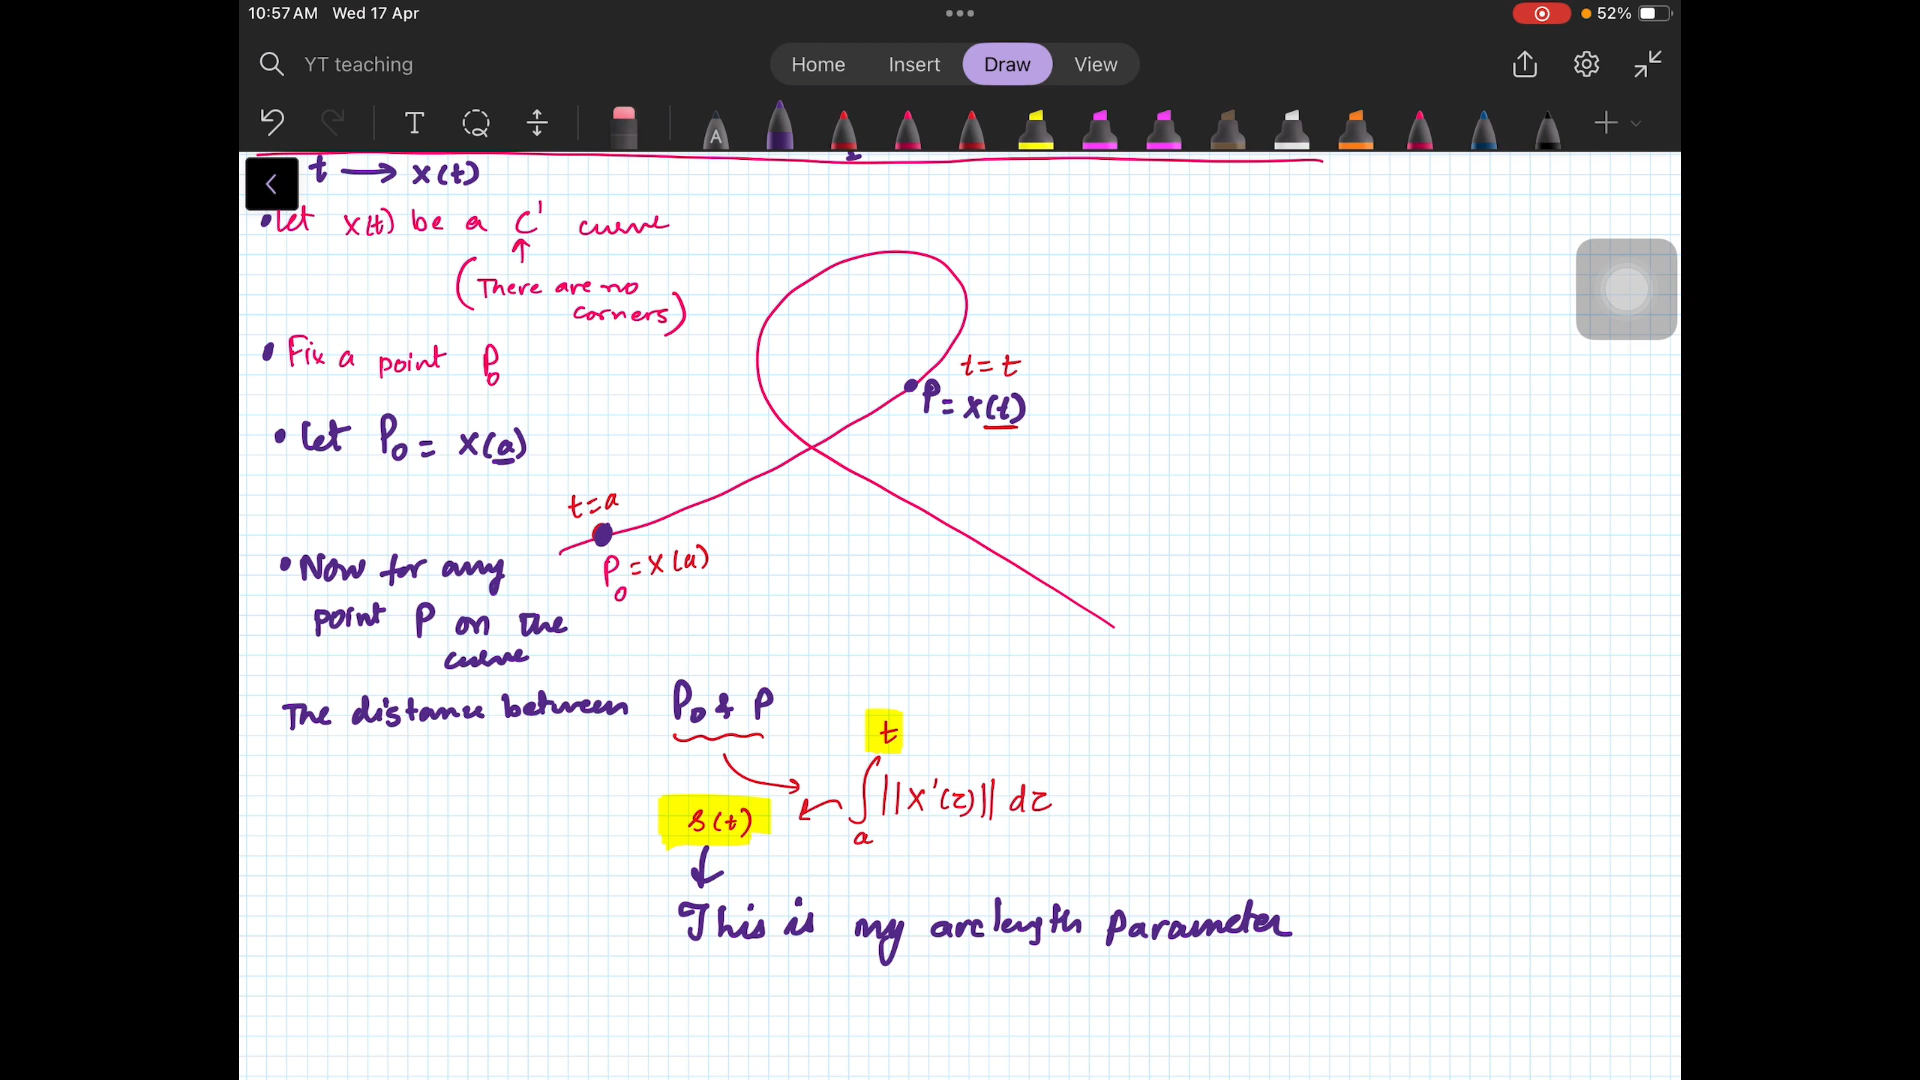 10:57 AM Wed 17 Apr
52%
YT teaching
Home Insert Draw View
T
A
t → x(t)
• Let x(t) be a C¹ curve
(There are no
corners)
• Fix a point P₀
t = t
P = x(t)
• Let P₀ = x(a)
t = a
P₀ = x(a)
• Now for any
point P on the
curve
The distance between P₀ & P
s(t) ← ∫ₐᵗ ||x'(τ)|| dτ
This is my arclength parameter